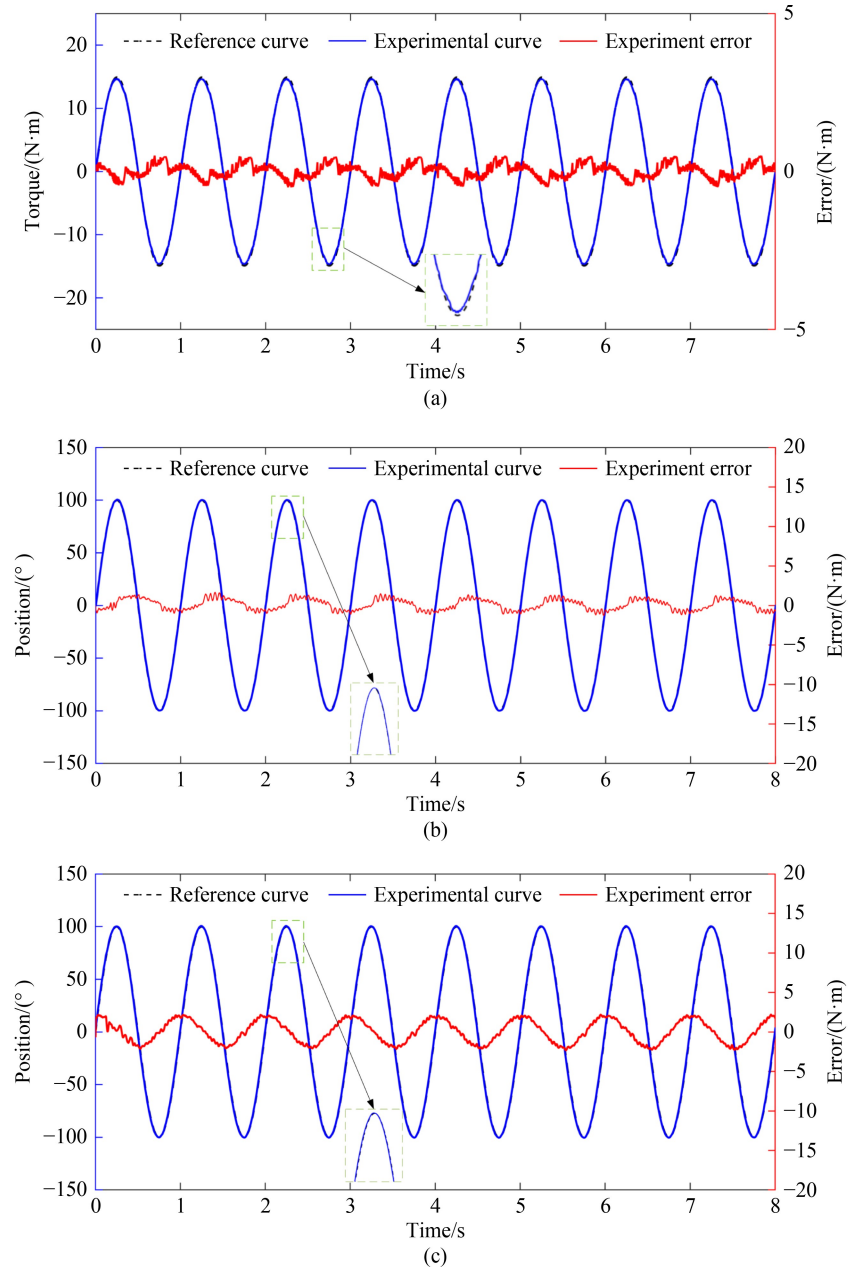 Reference curve Experimental curve Experiment error
Torque/(N·m)
20
10
0
−10
−20
5
0
−5
Error/(N·m)
0 1 2 3 4 5 6 7
Time/s
(a)
Reference curve Experimental curve Experiment error
Position/(° )
150
100
50
0
−50
−100
−150
20
15
10
5
0
−5
−10
−15
−20
Error/(N·m)
0 1 2 3 4 5 6 7 8
Time/s
(b)
Reference curve Experimental curve Experiment error
Position/(° )
150
100
50
0
−50
−100
−150
20
15
10
5
0
−5
−10
−15
−20
Error/(N·m)
0 1 2 3 4 5 6 7 8
Time/s
(c)